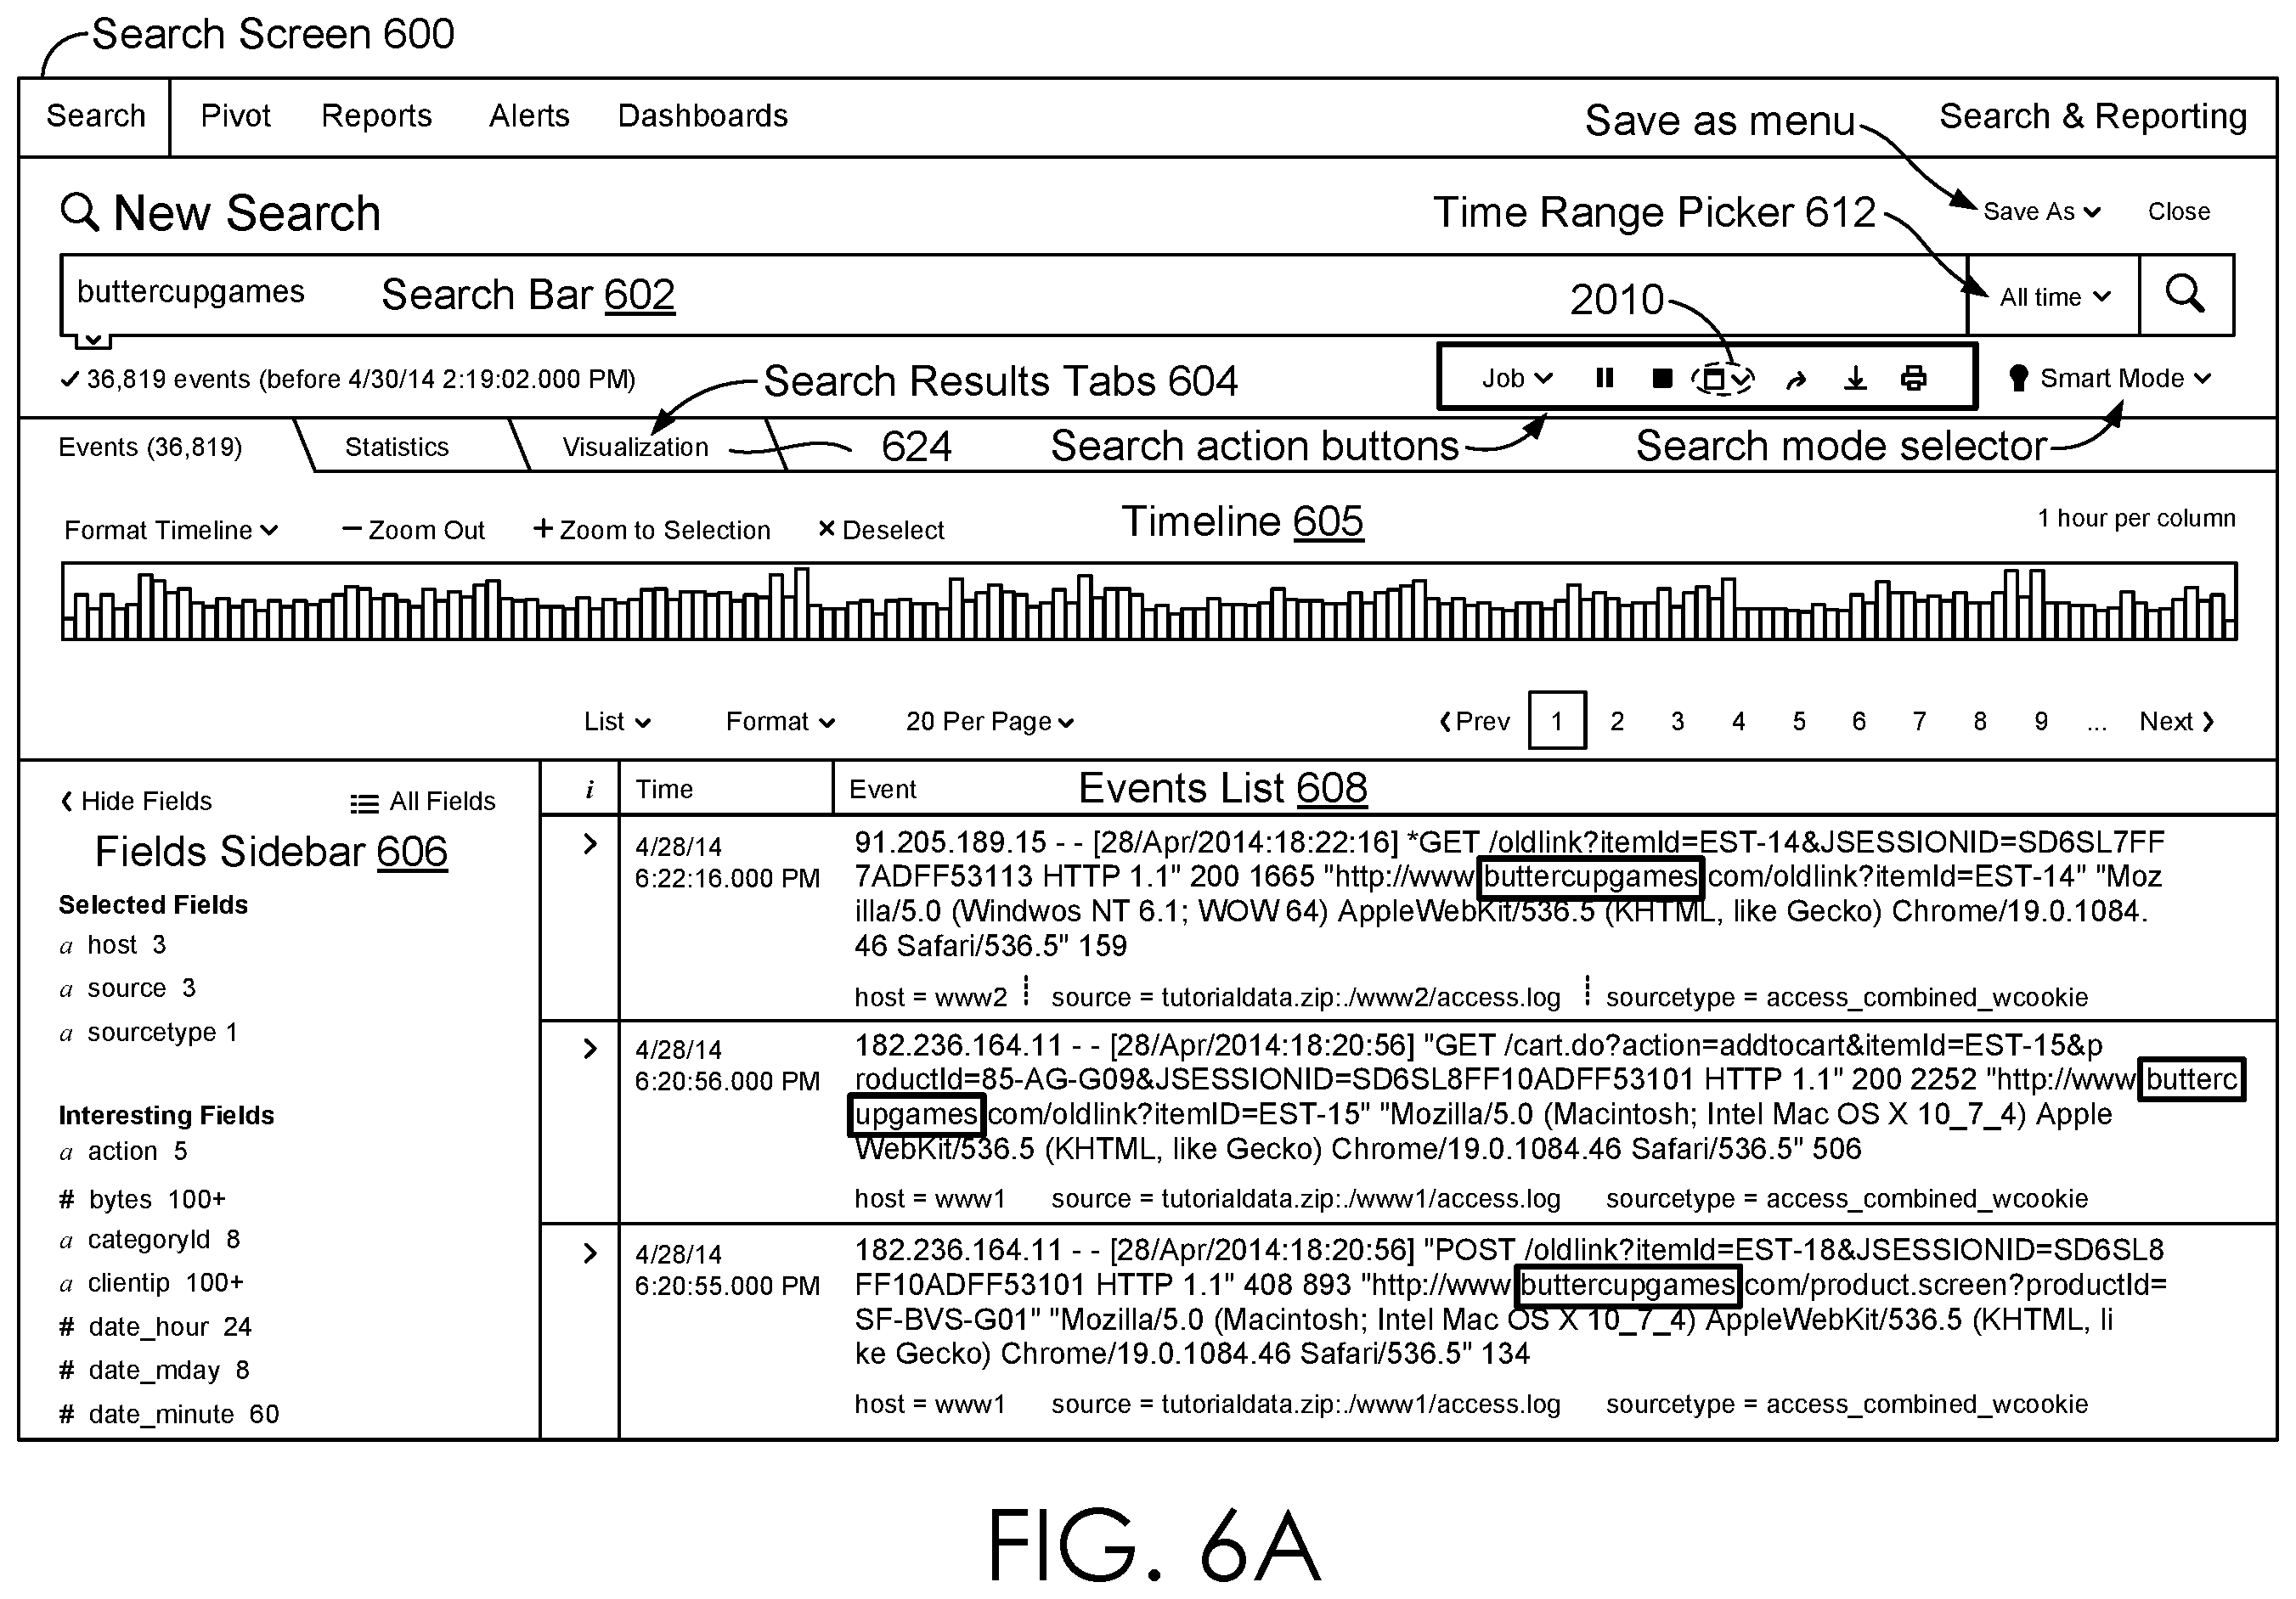 Search Screen 600
Search Pivot Reports Alerts Dashboards Save as menu Search & Reporting
New Search Time Range Picker 612 Save As Close
buttercupgames Search Bar 602 2010 All time
36,819 events (before 4/30/14 2:19:02.000 PM) Search Results Tabs 604 Job Smart Mode
Events (36,819) Statistics Visualization 624 Search action buttons Search mode selector
Format Timeline − Zoom Out + Zoom to Selection × Deselect Timeline 605 1 hour per column
List Format 20 Per Page Prev 1 2 3 4 5 6 7 8 9 ... Next
Hide Fields All Fields
Fields Sidebar 606
Selected Fields
a host 3
a source 3
a sourcetype 1
Interesting Fields
a action 5
# bytes 100+
a categoryId 8
a clientip 100+
# date_hour 24
# date_mday 8
# date_minute 60
i Time Event Events List 608
4/28/14
6:22:16.000 PM
91.205.189.15 - - [28/Apr/2014:18:22:16] *GET /oldlink?itemId=EST-14&JSESSIONID=SD6SL7FF
7ADFF53113 HTTP 1.1" 200 1665 "http://www buttercupgames com/oldlink?itemId=EST-14" "Moz
illa/5.0 (Windwos NT 6.1; WOW 64) AppleWebKit/536.5 (KHTML, like Gecko) Chrome/19.0.1084.
46 Safari/536.5" 159
host = www2 source = tutorialdata.zip:./www2/access.log sourcetype = access_combined_wcookie
4/28/14
6:20:56.000 PM
182.236.164.11 - - [28/Apr/2014:18:20:56] "GET /cart.do?action=addtocart&itemId=EST-15&p
roductId=85-AG-G09&JSESSIONID=SD6SL8FF10ADFF53101 HTTP 1.1" 200 2252 "http://www butterc
upgames com/oldlink?itemID=EST-15" "Mozilla/5.0 (Macintosh; Intel Mac OS X 10_7_4) Apple
WebKit/536.5 (KHTML, like Gecko) Chrome/19.0.1084.46 Safari/536.5" 506
host = www1 source = tutorialdata.zip:./www1/access.log sourcetype = access_combined_wcookie
4/28/14
6:20:55.000 PM
182.236.164.11 - - [28/Apr/2014:18:20:56] "POST /oldlink?itemId=EST-18&JSESSIONID=SD6SL8
FF10ADFF53101 HTTP 1.1" 408 893 "http://www buttercupgames com/product.screen?productId=
SF-BVS-G01" "Mozilla/5.0 (Macintosh; Intel Mac OS X 10_7_4) AppleWebKit/536.5 (KHTML, li
ke Gecko) Chrome/19.0.1084.46 Safari/536.5" 134
host = www1 source = tutorialdata.zip:./www1/access.log sourcetype = access_combined_wcookie
FIG. 6A